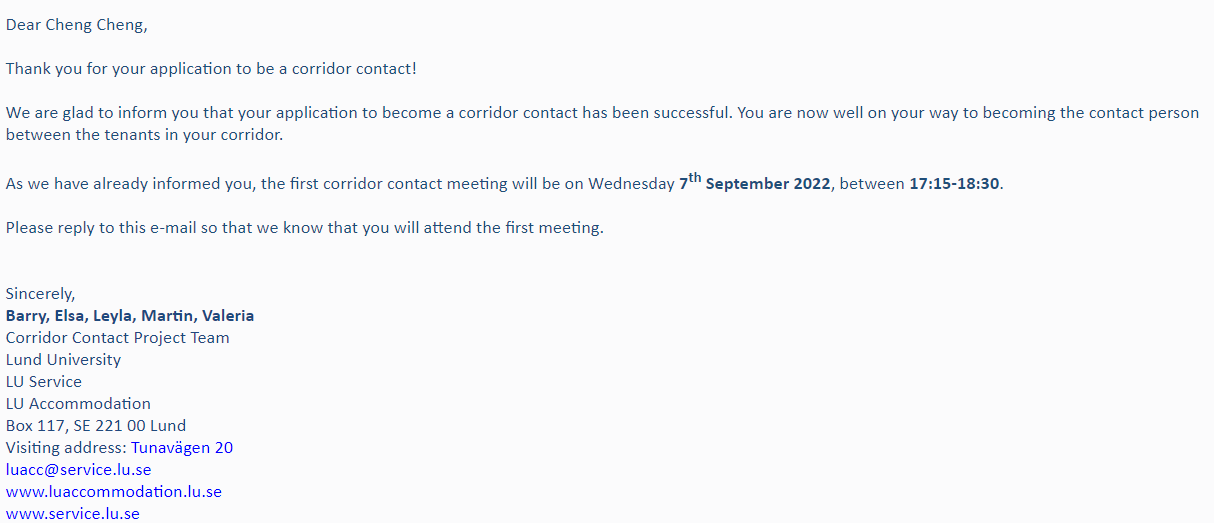 Dear Cheng Cheng,
Thank you for your application to be a corridor contact!
We are glad to inform you that your application to become a corridor contact has been successful. You are now well on your way to becoming the contact person
between the tenants in your corridor.
As we have already informed you, the first corridor contact meeting will be on Wednesday 7th September 2022, between 17:15-18:30.
Please reply to this e-mail so that we know that you will attend the first meeting.
Sincerely,
Barry, Elsa, Leyla, Martin, Valeria
Corridor Contact Project Team
Lund University
LU Service
LU Accommodation
Box 117, SE 221 00 Lund
Visiting address: Tunavägen 20
luacc@service.lu.se
www.luaccommodation.lu.se
www.service.lu.se